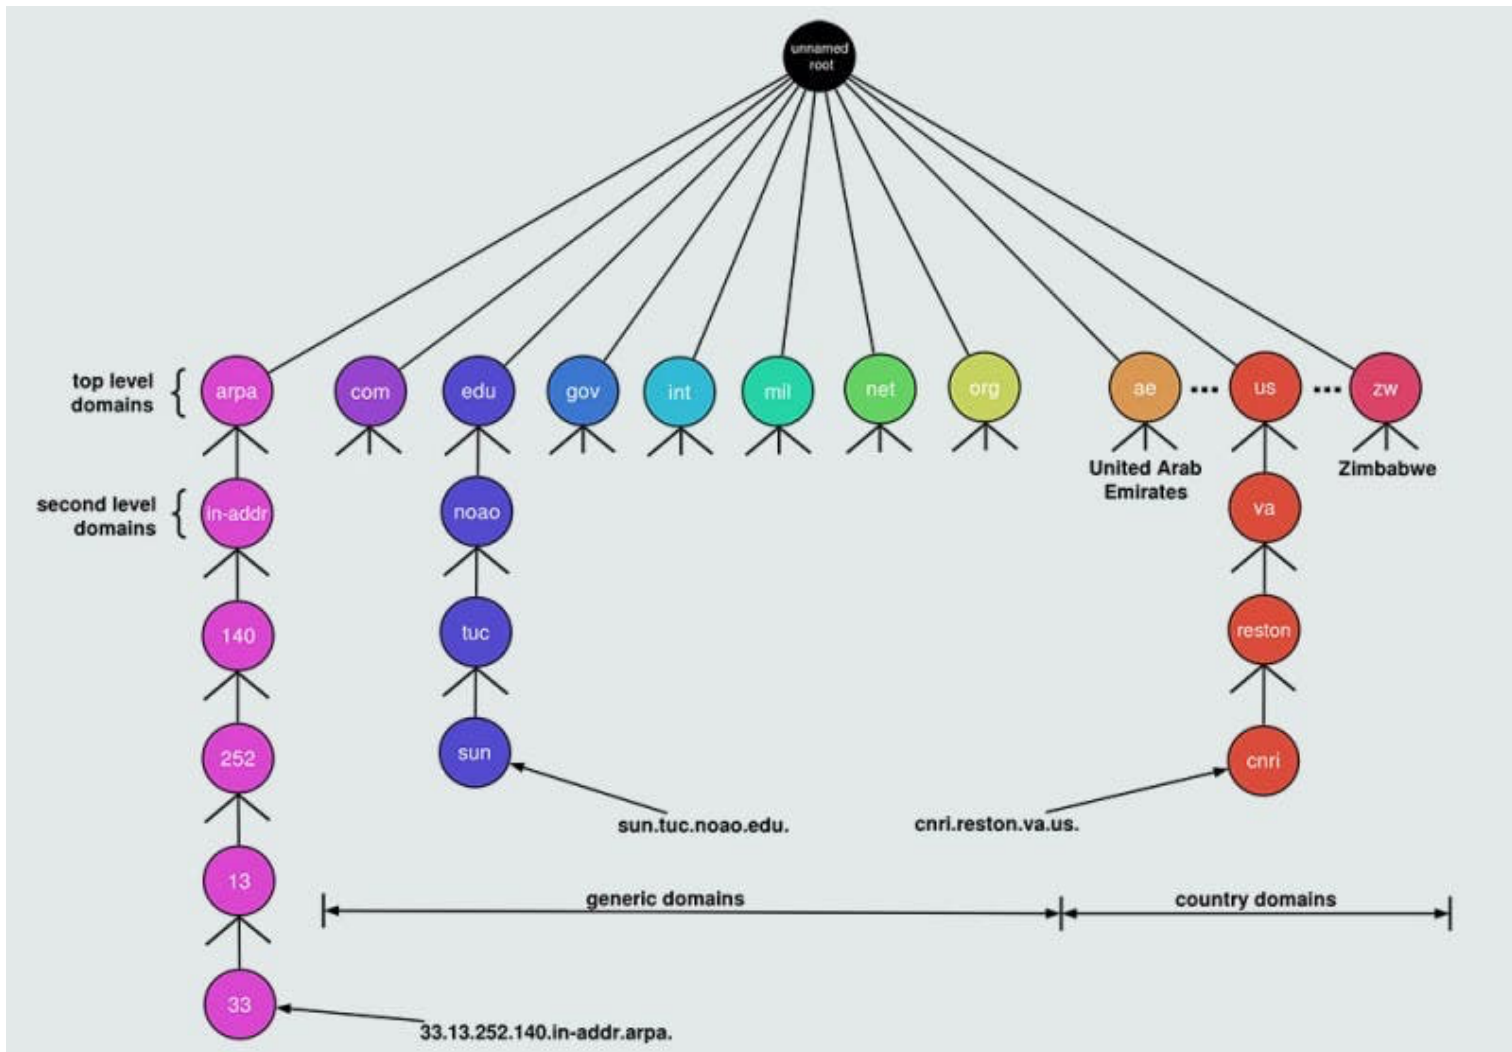 unnamed
root
top level
domains
arpa
com
edu
gov
int
mil
net
org
ae
...
us
...
zw
United Arab
Emirates
Zimbabwe
second level
domains
in-addr
noao
va
140
tuc
reston
252
sun
cnri
sun.tuc.noao.edu.
cnri.reston.va.us.
13
generic domains
country domains
33
33.13.252.140.in-addr.arpa.